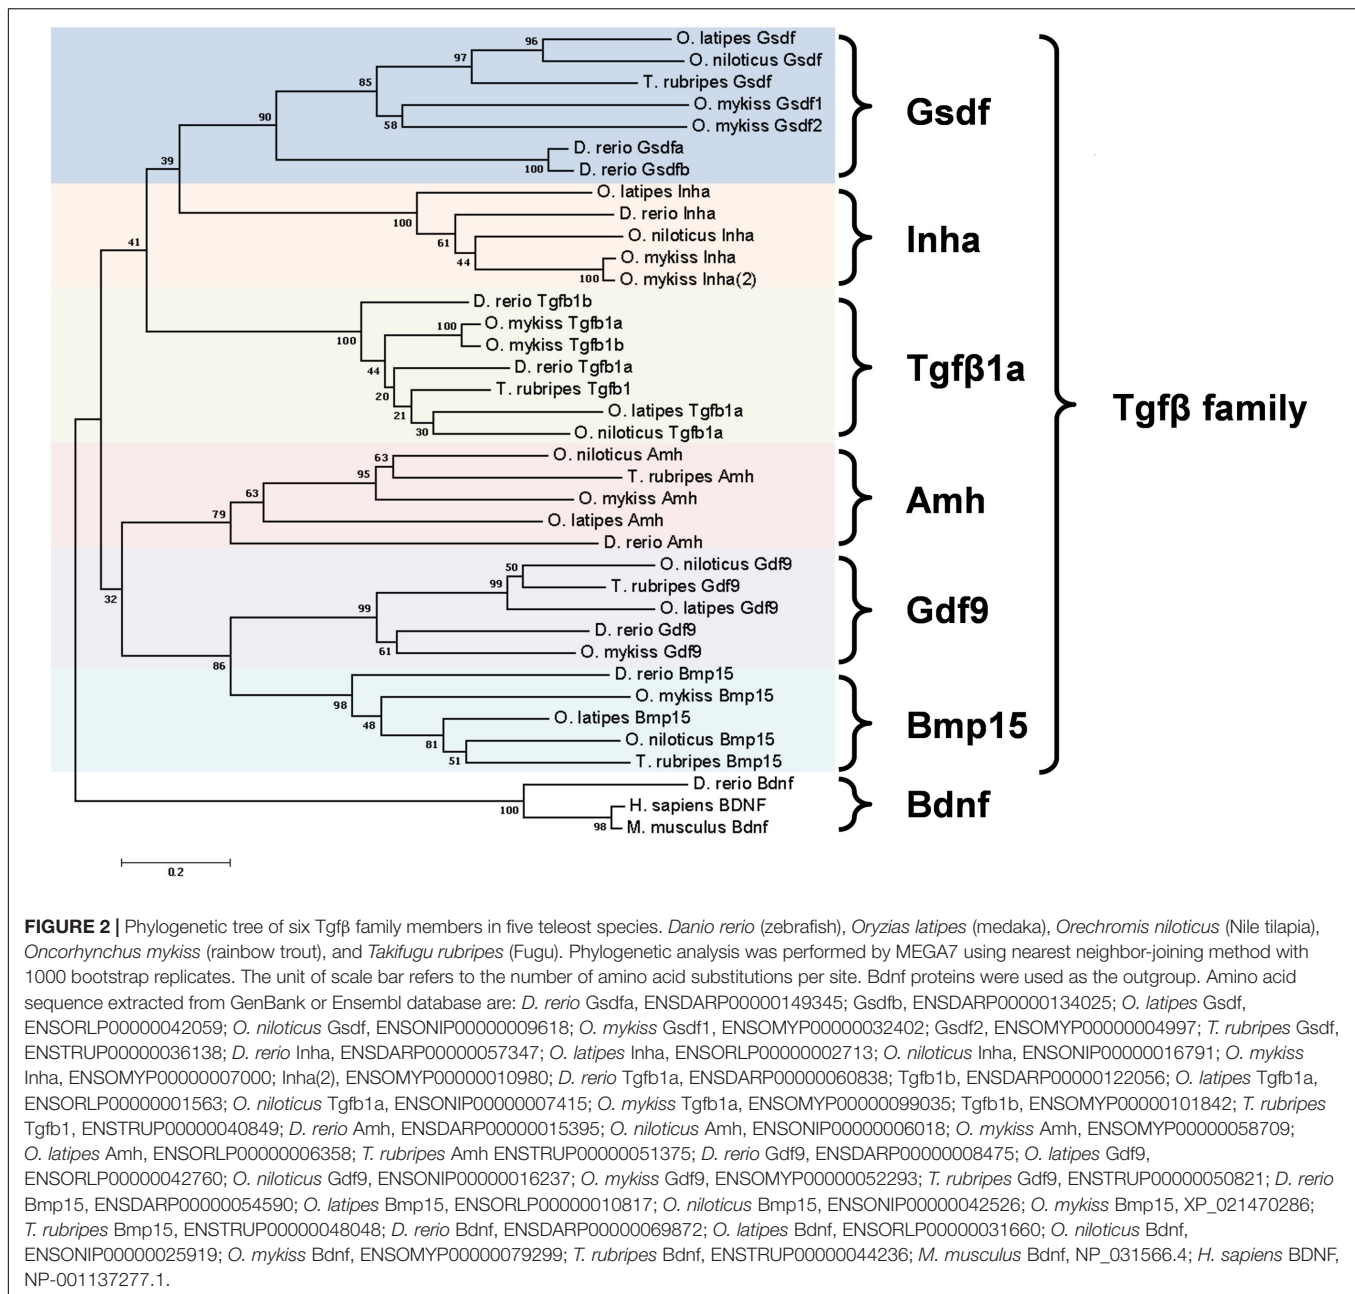 96
O. latipes Gsdf
97
O. niloticus Gsdf
85
T. rubripes Gsdf
O. mykiss Gsdf1
90
58
O. mykiss Gsdf2
Gsdf
39
D. rerio Gsdfa
100
D. rerio Gsdfb
O. latipes Inha
100
D. rerio Inha
41
61
O. niloticus Inha
44
O. mykiss Inha
100
O. mykiss Inha(2)
Inha
D. rerio Tgfb1b
100
100
O. mykiss Tgfb1a
O. mykiss Tgfb1b
44
D. rerio Tgfb1a
20
T. rubripes Tgfb1
21
O. latipes Tgfb1a
30
O. niloticus Tgfb1a
Tgfβ1a
Tgfβ family
63
O. niloticus Amh
95
T. rubripes Amh
63
O. mykiss Amh
79
O. latipes Amh
D. rerio Amh
Amh
50
O. niloticus Gdf9
99
T. rubripes Gdf9
32
99
O. latipes Gdf9
D. rerio Gdf9
61
O. mykiss Gdf9
Gdf9
86
D. rerio Bmp15
98
O. mykiss Bmp15
48
O. latipes Bmp15
81
O. niloticus Bmp15
51
T. rubripes Bmp15
Bmp15
D. rerio Bdnf
100
H. sapiens BDNF
98
M. musculus Bdnf
Bdnf
0.2
FIGURE 2 | Phylogenetic tree of six Tgfβ family members in five teleost species. Danio rerio (zebrafish), Oryzias latipes (medaka), Orechromis niloticus (Nile tilapia),
Oncorhynchus mykiss (rainbow trout), and Takifugu rubripes (Fugu). Phylogenetic analysis was performed by MEGA7 using nearest neighbor-joining method with
1000 bootstrap replicates. The unit of scale bar refers to the number of amino acid substitutions per site. Bdnf proteins were used as the outgroup. Amino acid
sequence extracted from GenBank or Ensembl database are: D. rerio Gsdfa, ENSDARP00000149345; Gsdfb, ENSDARP00000134025; O. latipes Gsdf,
ENSORLP00000042059; O. niloticus Gsdf, ENSONIP00000009618; O. mykiss Gsdf1, ENSOMYP00000032402; Gsdf2, ENSOMYP00000004997; T. rubripes Gsdf,
ENSTRUP00000036138; D. rerio Inha, ENSDARP00000057347; O. latipes Inha, ENSORLP00000002713; O. niloticus Inha, ENSONIP00000016791; O. mykiss
Inha, ENSOMYP00000007000; Inha(2), ENSOMYP00000010980; D. rerio Tgfb1a, ENSDARP00000060838; Tgfb1b, ENSDARP00000122056; O. latipes Tgfb1a,
ENSORLP00000001563; O. niloticus Tgfb1a, ENSONIP00000007415; O. mykiss Tgfb1a, ENSOMYP00000099035; Tgfb1b, ENSOMYP00000101842; T. rubripes
Tgfb1, ENSTRUP00000040849; D. rerio Amh, ENSDARP00000015395; O. niloticus Amh, ENSONIP00000006018; O. mykiss Amh, ENSOMYP00000058709;
O. latipes Amh, ENSORLP00000006358; T. rubripes Amh ENSTRUP00000051375; D. rerio Gdf9, ENSDARP00000008475; O. latipes Gdf9,
ENSORLP00000042760; O. niloticus Gdf9, ENSONIP00000016237; O. mykiss Gdf9, ENSOMYP00000052293; T. rubripes Gdf9, ENSTRUP00000050821; D. rerio
Bmp15, ENSDARP00000054590; O. latipes Bmp15, ENSORLP00000010817; O. niloticus Bmp15, ENSONIP00000042526; O. mykiss Bmp15, XP_021470286;
T. rubripes Bmp15, ENSTRUP00000048048; D. rerio Bdnf, ENSDARP00000069872; O. latipes Bdnf, ENSORLP00000031660; O. niloticus Bdnf,
ENSONIP00000025919; O. mykiss Bdnf, ENSOMYP00000079299; T. rubripes Bdnf, ENSTRUP00000044236; M. musculus Bdnf, NP_031566.4; H. sapiens BDNF,
NP-001137277.1.